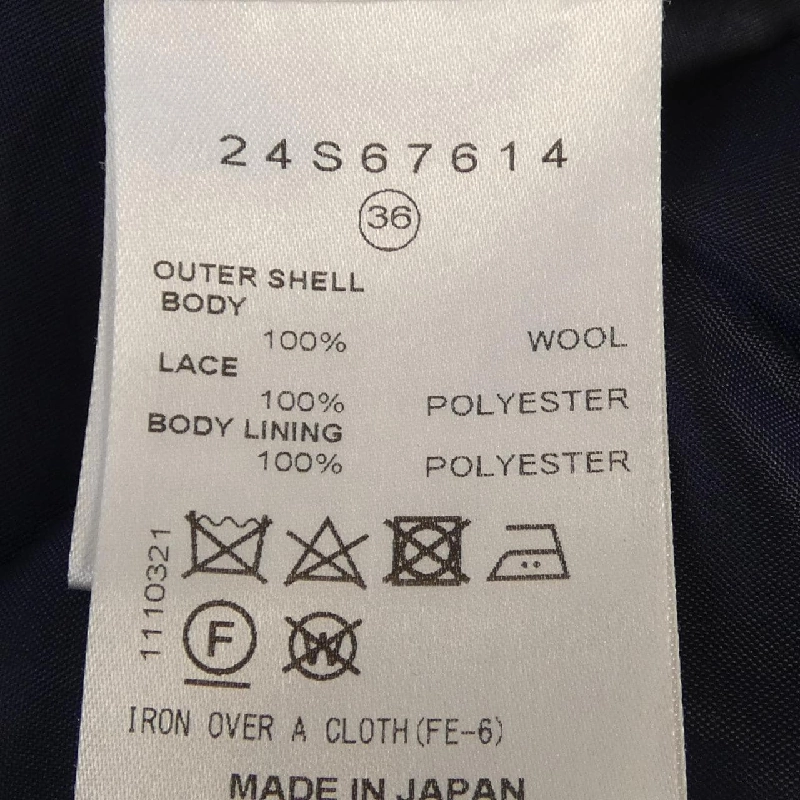 24S67614
36
OUTER SHELL
BODY
100% WOOL
LACE
100% POLYESTER
BODY LINING
100% POLYESTER
1110321
F W
IRON OVER A CLOTH(FE-6)
MADE IN JAPAN